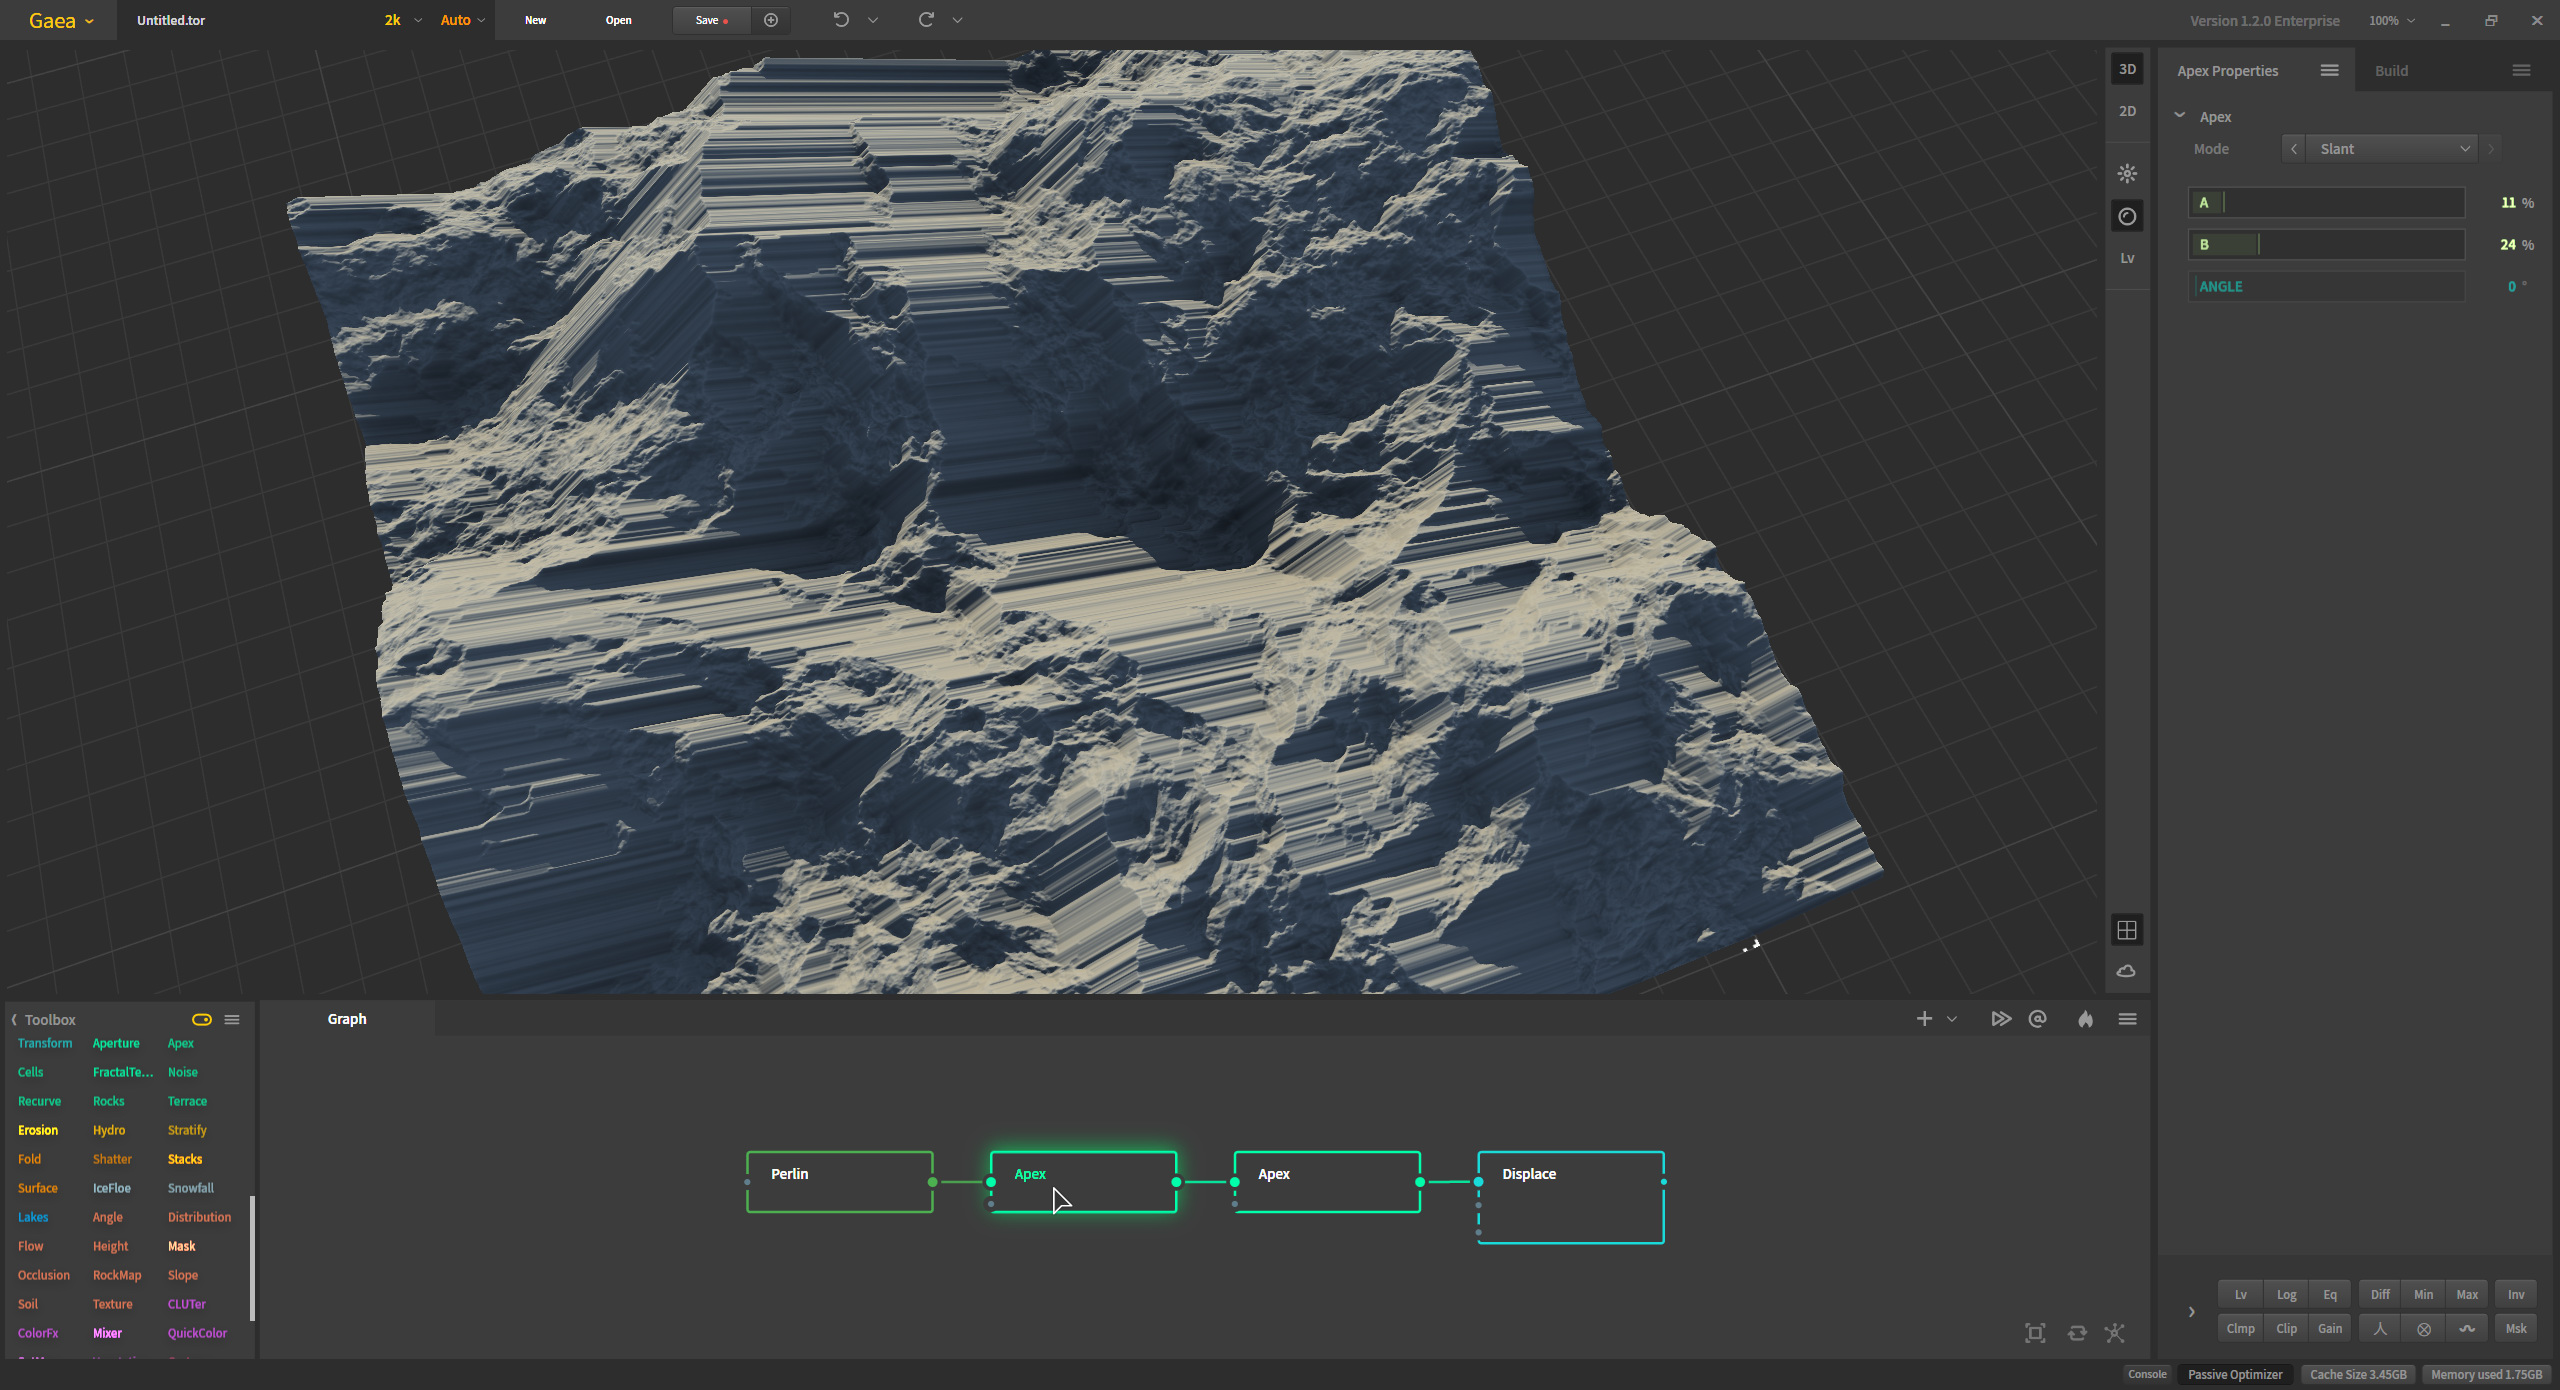 Gaea
Untitled.tor
2k
Auto
New
Open
Save
Version 1.2.0 Enterprise
100%
3D
2D
Lv
Apex Properties
Build
Apex
Mode
Slant
A
11 %
B
24 %
ANGLE
0 °
Toolbox
Transform Aperture Apex
Cells FractalTe... Noise
Recurve Rocks Terrace
Erosion Hydro Stratify
Fold Shatter Stacks
Surface IceFloe Snowfall
Lakes Angle Distribution
Flow Height Mask
Occlusion RockMap Slope
Soil Texture CLUTer
ColorFx Mixer QuickColor
Graph
Perlin
Apex
Apex
Displace
Lv Log Eq Diff Min Max Inv
Clmp Clip Gain Msk
Console
Passive Optimizer
Cache Size 3.45GB
Memory used 1.75GB